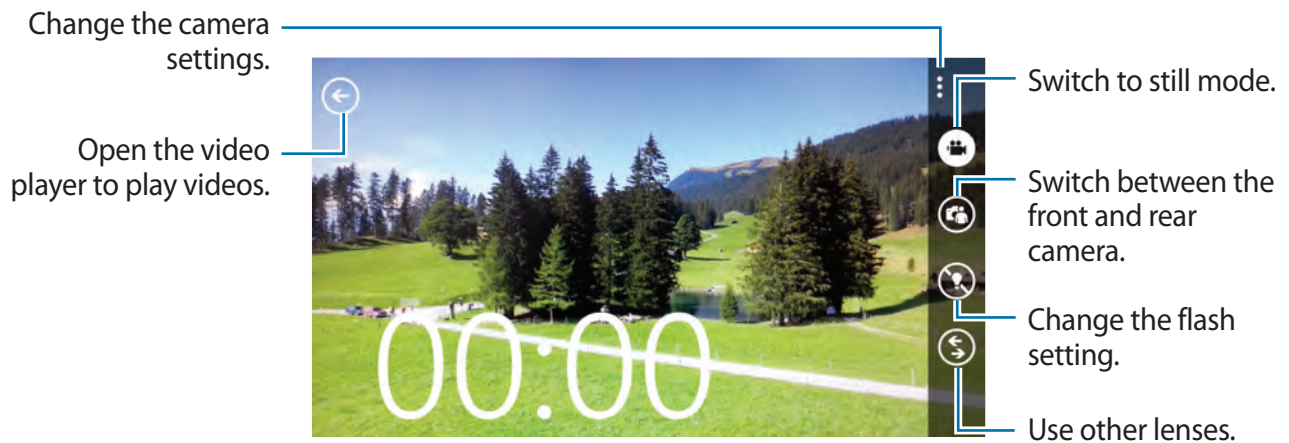 Change the camera
settings.
Open the video
player to play videos.
00:00
Switch to still mode.
Switch between the
front and rear
camera.
Change the flash
setting.
Use other lenses.